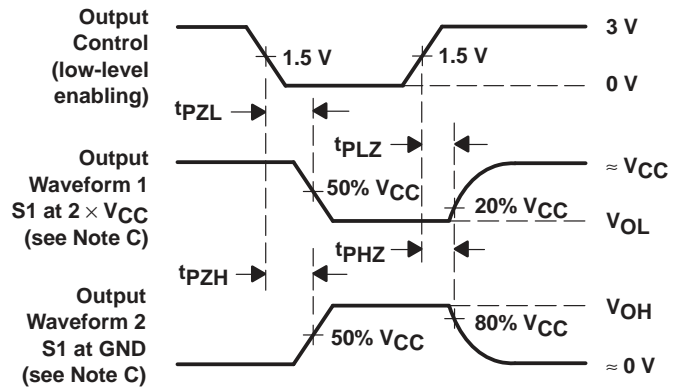 Output
Control
(low-level
enabling)
1.5 V
1.5 V
3 V
0 V
tPZL
tPLZ
Output
Waveform 1
S1 at 2 × VCC
(see Note C)
50% VCC
20% VCC
≈ VCC
VOL
tPZH
tPHZ
Output
Waveform 2
S1 at GND
(see Note C)
50% VCC
80% VCC
VOH
≈ 0 V